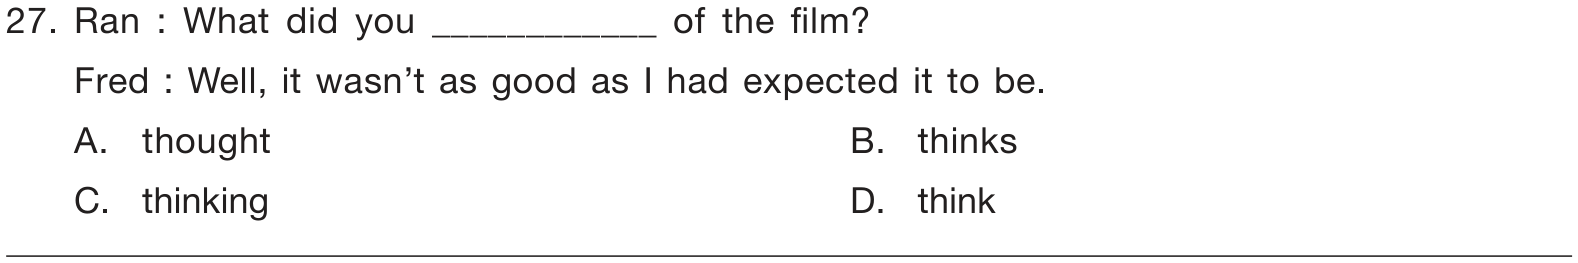 27. Ran : What did you ____________ of the film?
Fred : Well, it wasn't as good as I had expected it to be.
A. thought B. thinks
C. thinking D. think